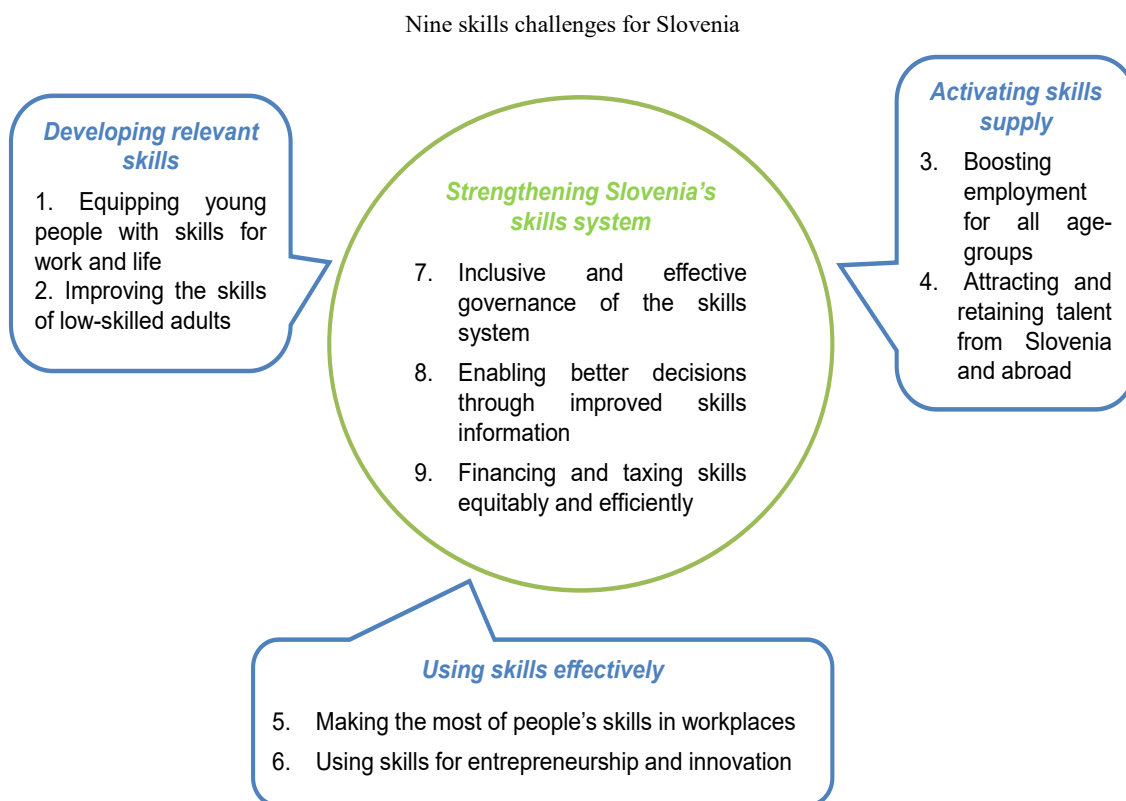 Nine skills challenges for Slovenia
Developing relevant
skills
1. Equipping young
people with skills for
work and life
2. Improving the skills
of low-skilled adults
Activating skills
supply
3. Boosting
employment
for all age-
groups
4. Attracting and
retaining talent
from Slovenia
and abroad
Strengthening Slovenia’s
skills system
7. Inclusive and effective
governance of the skills
system
8. Enabling better decisions
through improved skills
information
9. Financing and taxing skills
equitably and efficiently
Using skills effectively
5. Making the most of people’s skills in workplaces
6. Using skills for entrepreneurship and innovation